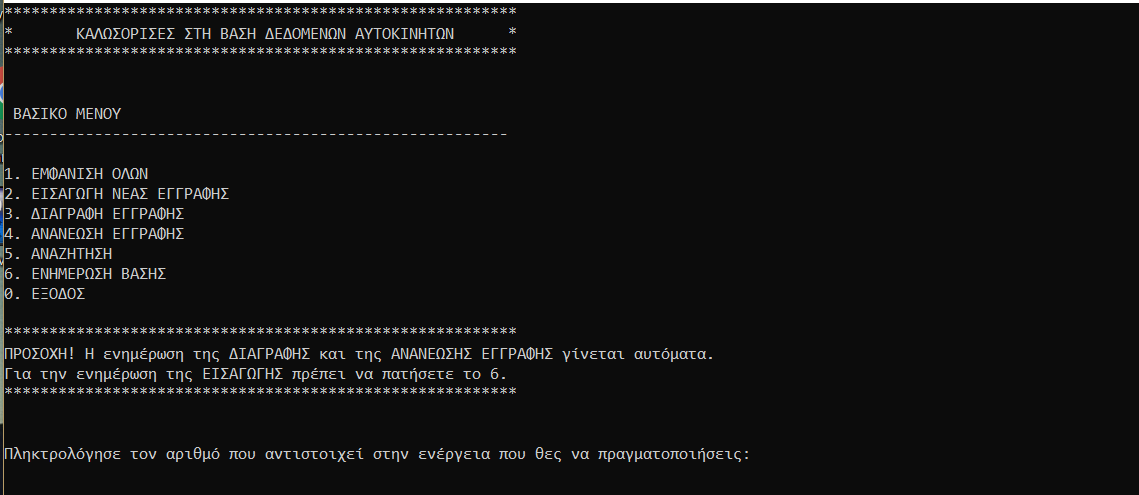 *********************************************************
*       ΚΑΛΩΣΟΡΙΣΕΣ ΣΤΗ ΒΑΣΗ ΔΕΔΟΜΕΝΩΝ ΑΥΤΟΚΙΝΗΤΩΝ      *
*********************************************************
ΒΑΣΙΚΟ ΜΕΝΟΥ
--------------------------------------------------------
1. ΕΜΦΑΝΙΣΗ ΟΛΩΝ
2. ΕΙΣΑΓΩΓΗ ΝΕΑΣ ΕΓΓΡΑΦΗΣ
3. ΔΙΑΓΡΑΦΗ ΕΓΓΡΑΦΗΣ
4. ΑΝΑΝΕΩΣΗ ΕΓΓΡΑΦΗΣ
5. ΑΝΑΖΗΤΗΣΗ
6. ΕΝΗΜΕΡΩΣΗ ΒΑΣΗΣ
0. ΕΞΟΔΟΣ
*********************************************************
ΠΡΟΣΟΧΗ! Η ενημέρωση της ΔΙΑΓΡΑΦΗΣ και της ΑΝΑΝΕΩΣΗΣ ΕΓΓΡΑΦΗΣ γίνεται αυτόματα.
Για την ενημέρωση της ΕΙΣΑΓΩΓΗΣ πρέπει να πατήσετε το 6.
*********************************************************
Πληκτρολόγησε τον αριθμό που αντιστοιχεί στην ενέργεια που θες να πραγματοποιήσεις: